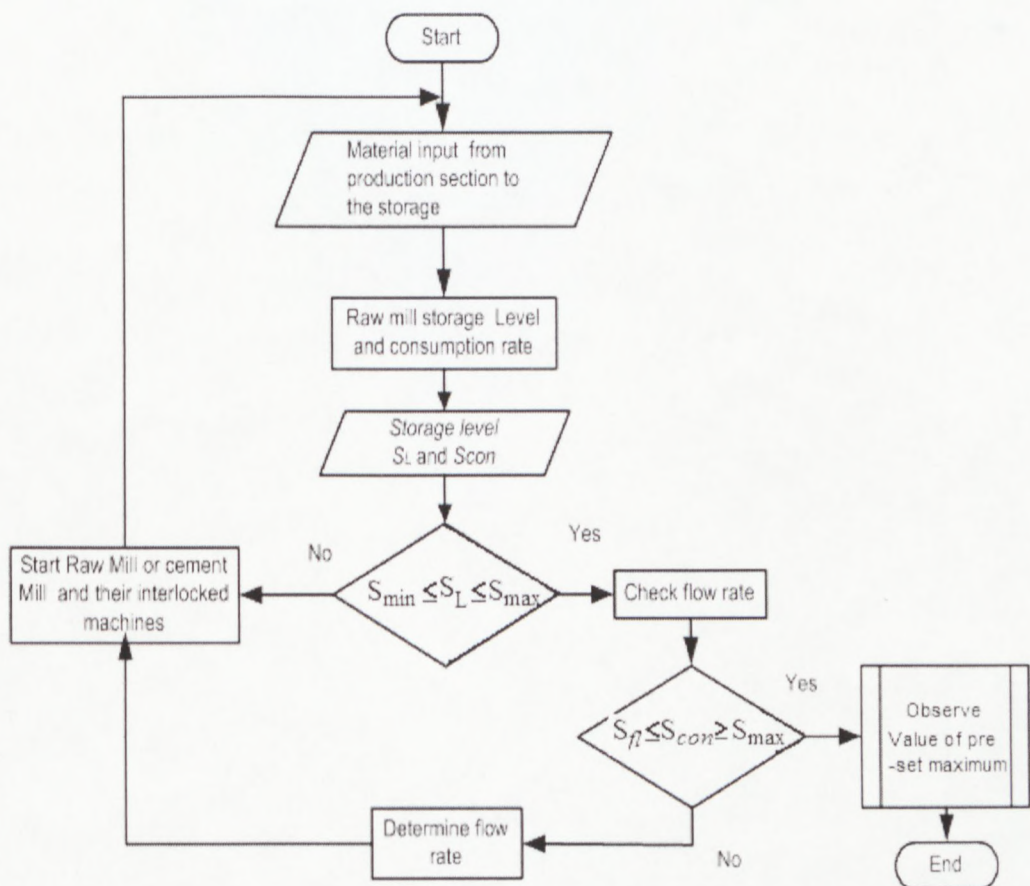 Start
Material input from
production section to
the storage
Raw mill storage Level
and consumption rate
Storage level
SL and Scon
No
Yes
Start Raw Mill or cement
Mill and their interlocked
machines
Smin ≤SL ≤Smax
Check flow rate
Yes
Sfl ≤Scon≥ Smax
Observe
Value of pre
-set maximum
Determine flow
rate
No
End